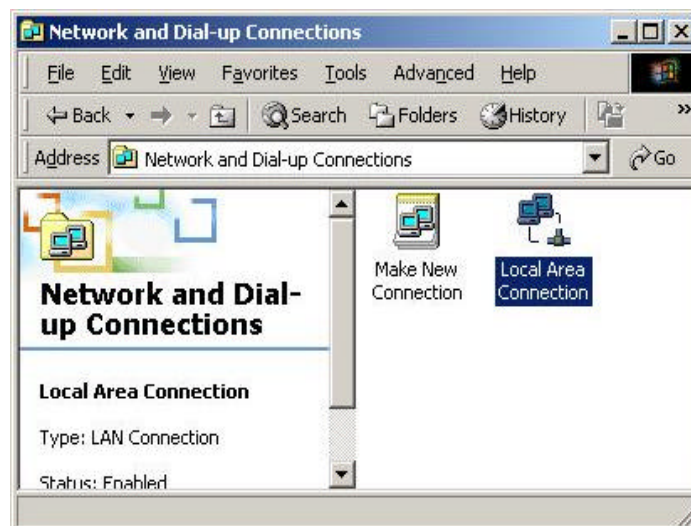 Network and Dial-up Connections
File Edit View Favorites Tools Advanced Help
Back Search Folders History »
Address Network and Dial-up Connections Go
Network and Dial-
up Connections
Local Area Connection
Type: LAN Connection
Status: Enabled
Make New
Connection
Local Area
Connection